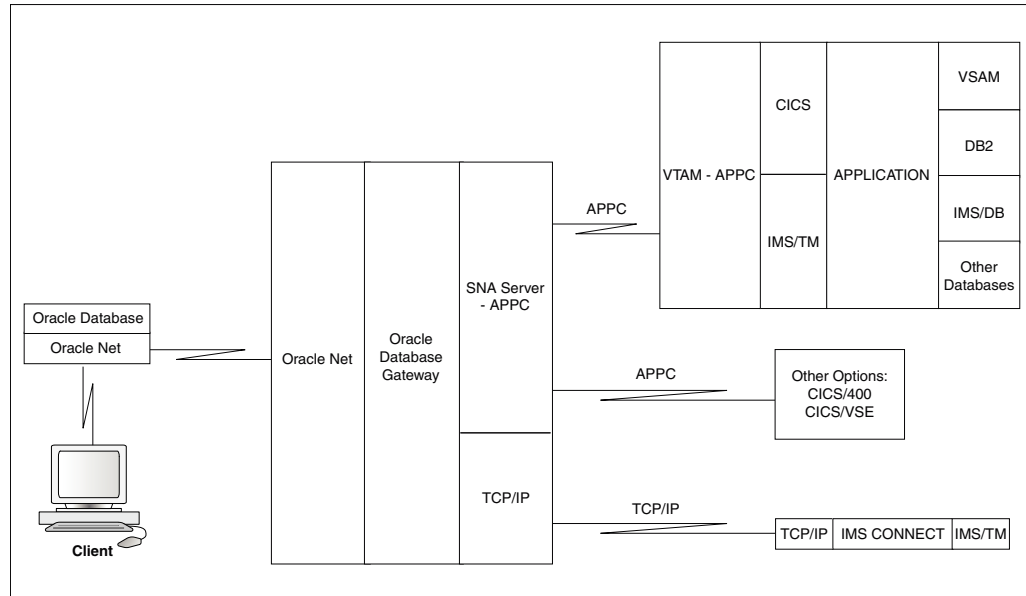 Oracle Database
Oracle Net
Client
Oracle Net
Oracle
Database
Gateway
SNA Server
- APPC
TCP/IP
APPC
VTAM - APPC
CICS
IMS/TM
APPLICATION
VSAM
DB2
IMS/DB
Other
Databases
APPC
Other Options:
CICS/400
CICS/VSE
TCP/IP
TCP/IP
IMS CONNECT
IMS/TM